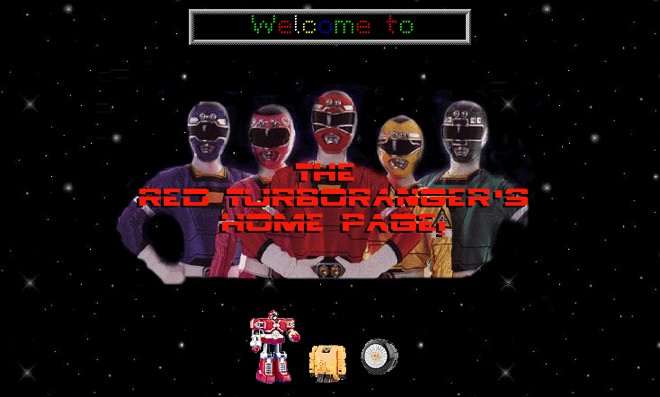 Welcome to
THE
RED TURBORANGER'S
HOME PAGE!